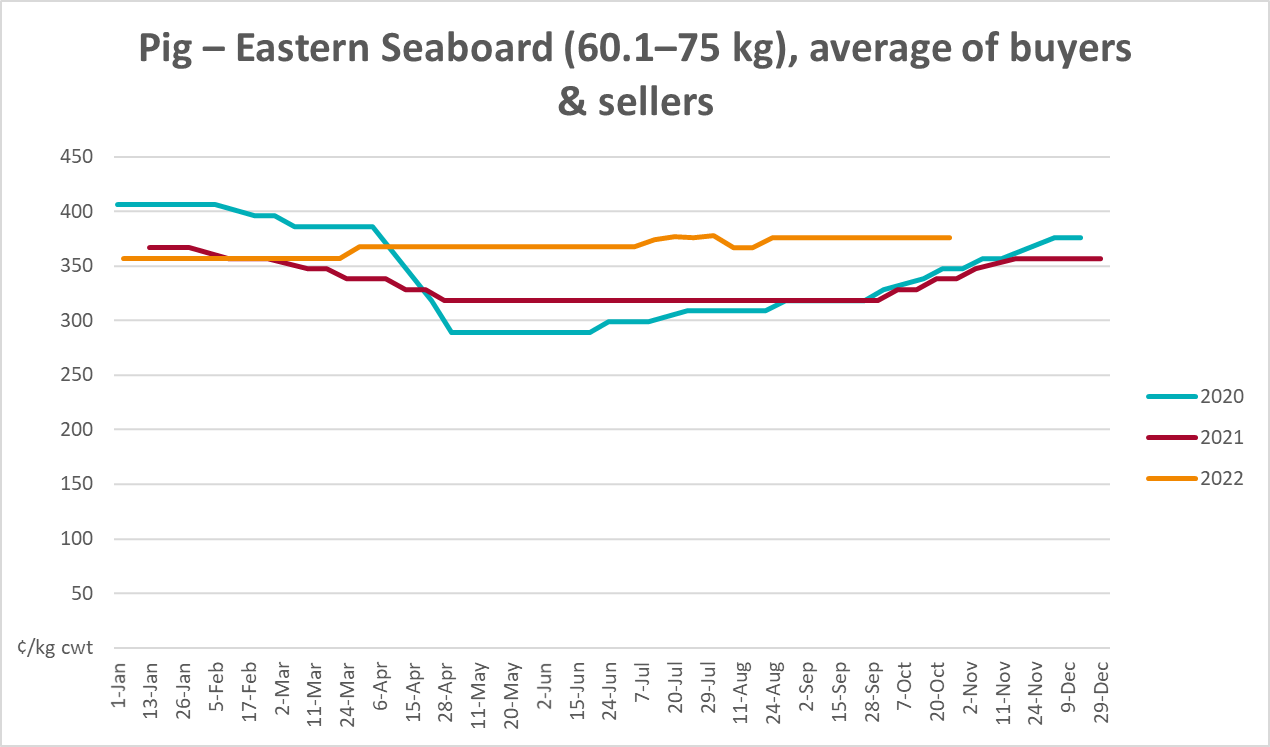 Pig – Eastern Seaboard (60.1–75 kg), average of buyers
& sellers
450
400
350
300
250
200
150
100
50
¢/kg cwt
1-Jan
13-Jan
26-Jan
5-Feb
17-Feb
2-Mar
11-Mar
24-Mar
6-Apr
15-Apr
28-Apr
11-May
20-May
2-Jun
15-Jun
24-Jun
7-Jul
20-Jul
29-Jul
11-Aug
24-Aug
2-Sep
15-Sep
28-Sep
7-Oct
20-Oct
2-Nov
11-Nov
24-Nov
9-Dec
29-Dec
2020
2021
2022